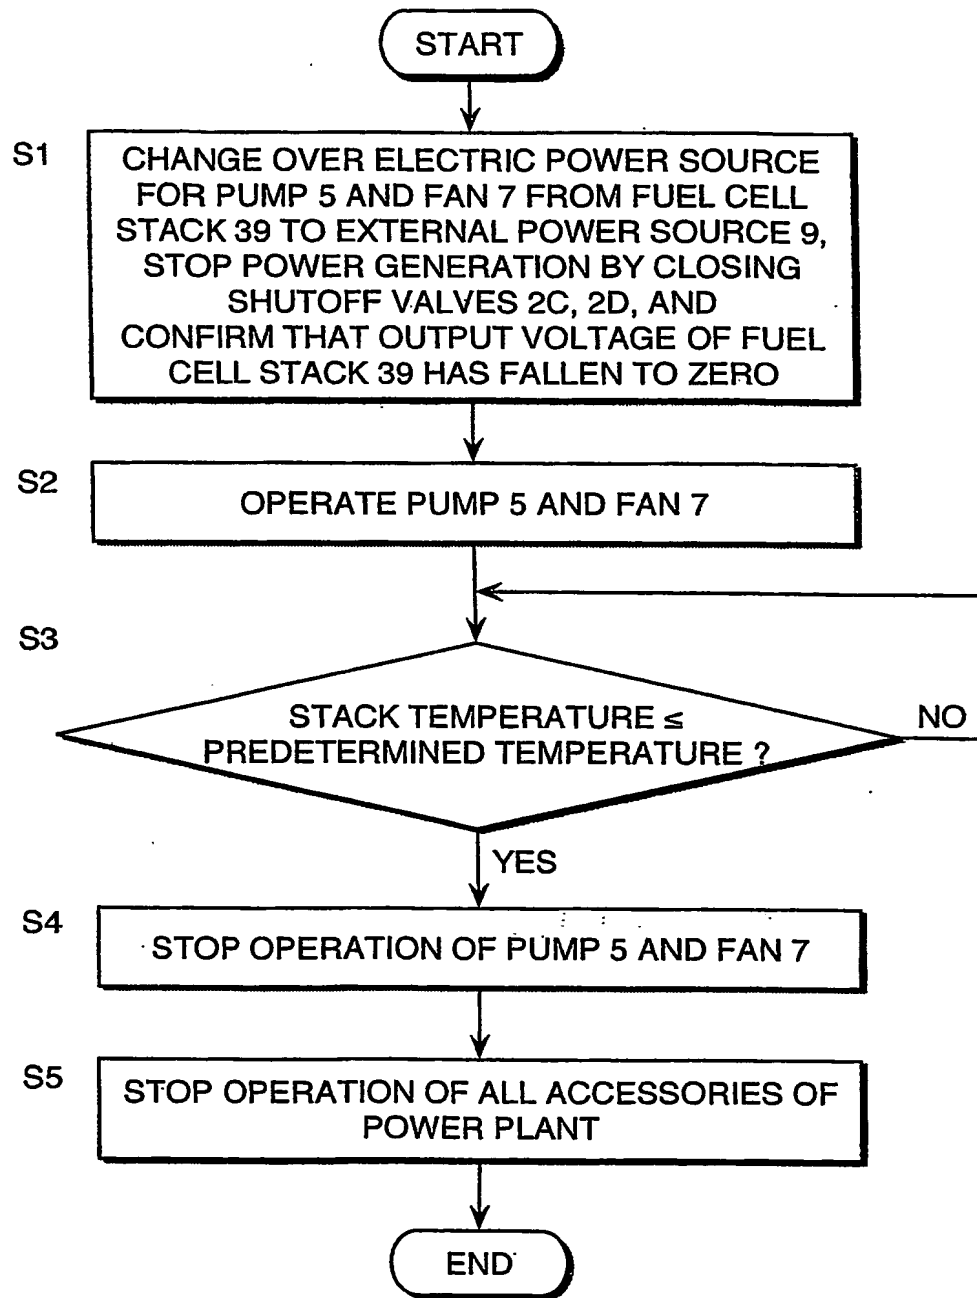 START
S1
CHANGE OVER ELECTRIC POWER SOURCE
FOR PUMP 5 AND FAN 7 FROM FUEL CELL
STACK 39 TO EXTERNAL POWER SOURCE 9,
STOP POWER GENERATION BY CLOSING
SHUTOFF VALVES 2C, 2D, AND
CONFIRM THAT OUTPUT VOLTAGE OF FUEL
CELL STACK 39 HAS FALLEN TO ZERO
S2
OPERATE PUMP 5 AND FAN 7
S3
STACK TEMPERATURE ≤
PREDETERMINED TEMPERATURE ?
NO
YES
S4
STOP OPERATION OF PUMP 5 AND FAN 7
S5
STOP OPERATION OF ALL ACCESSORIES OF
POWER PLANT
END